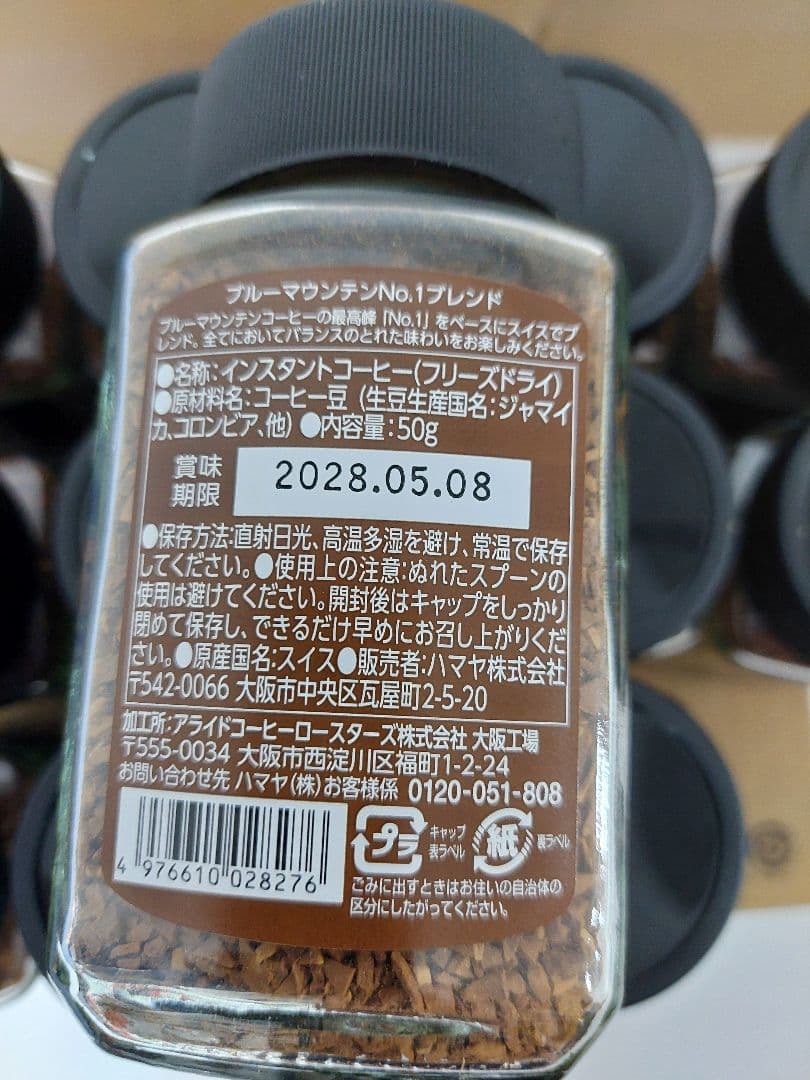 ブルーマウンテンNo.1ブレンド
ブルーマウンテンコーヒーの最高峰「No.1」をベースにスイスでブ
レンド。全てにおいてバランスのとれた味わいをお楽しみください。
●名称:インスタントコーヒー(フリーズドライ)
●原材料名:コーヒー豆(生豆生産国名:ジャマイ
カ、コロンビア、他)●内容量:50g
賞味
期限
2028.05.08
●保存方法:直射日光、高温多湿を避け、常温で保存
してください。●使用上の注意:ぬれたスプーンの
使用は避けてください。開封後はキャップをしっかり
閉めて保存し、できるだけ早めにお召し上がりくだ
さい。●原産国名:スイス●販売者:ハマヤ株式会社
〒542-0066 大阪市中央区瓦屋町2-5-20
加工所:アライドコーヒーロースターズ株式会社 大阪工場
〒555-0034 大阪市西淀川区福町1-2-24
お問い合わせ先 ハマヤ(株)お客様係 0120-051-808
プラ
キャップ
表ラベル
紙
裏ラベル
4 976610 028276
ごみに出すときはお住いの自治体の
区分にしたがってください。